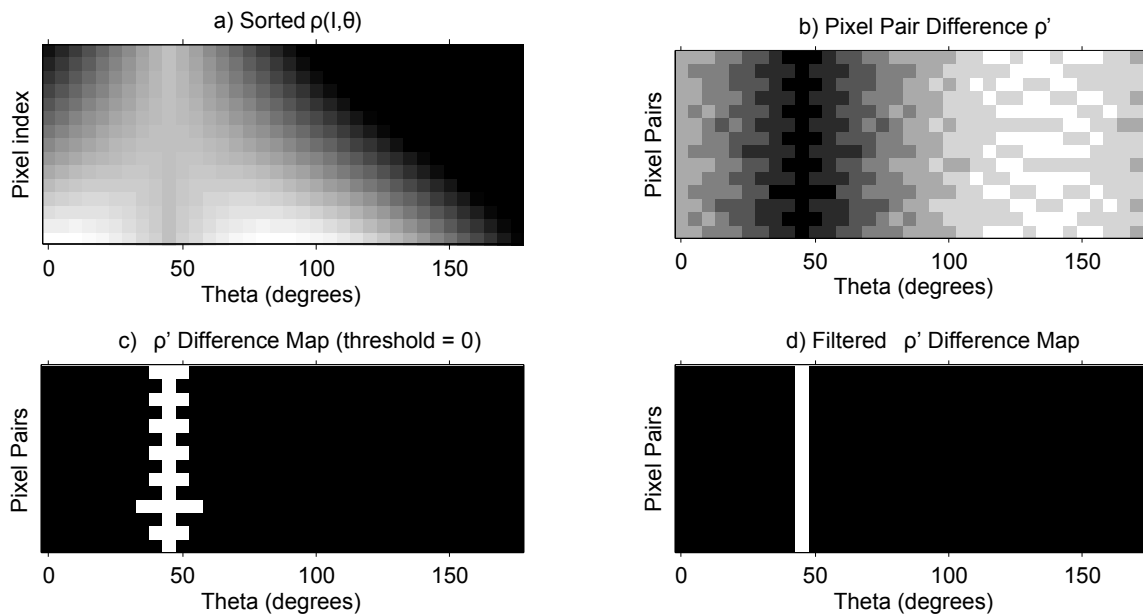 a) Sorted ρ(I,θ)
Pixel index
0 50 100 150
Theta (degrees)
b) Pixel Pair Difference ρ’
Pixel Pairs
0 50 100 150
Theta (degrees)
c) ρ’ Difference Map (threshold = 0)
Pixel Pairs
0 50 100 150
Theta (degrees)
d) Filtered ρ’ Difference Map
Pixel Pairs
0 50 100 150
Theta (degrees)